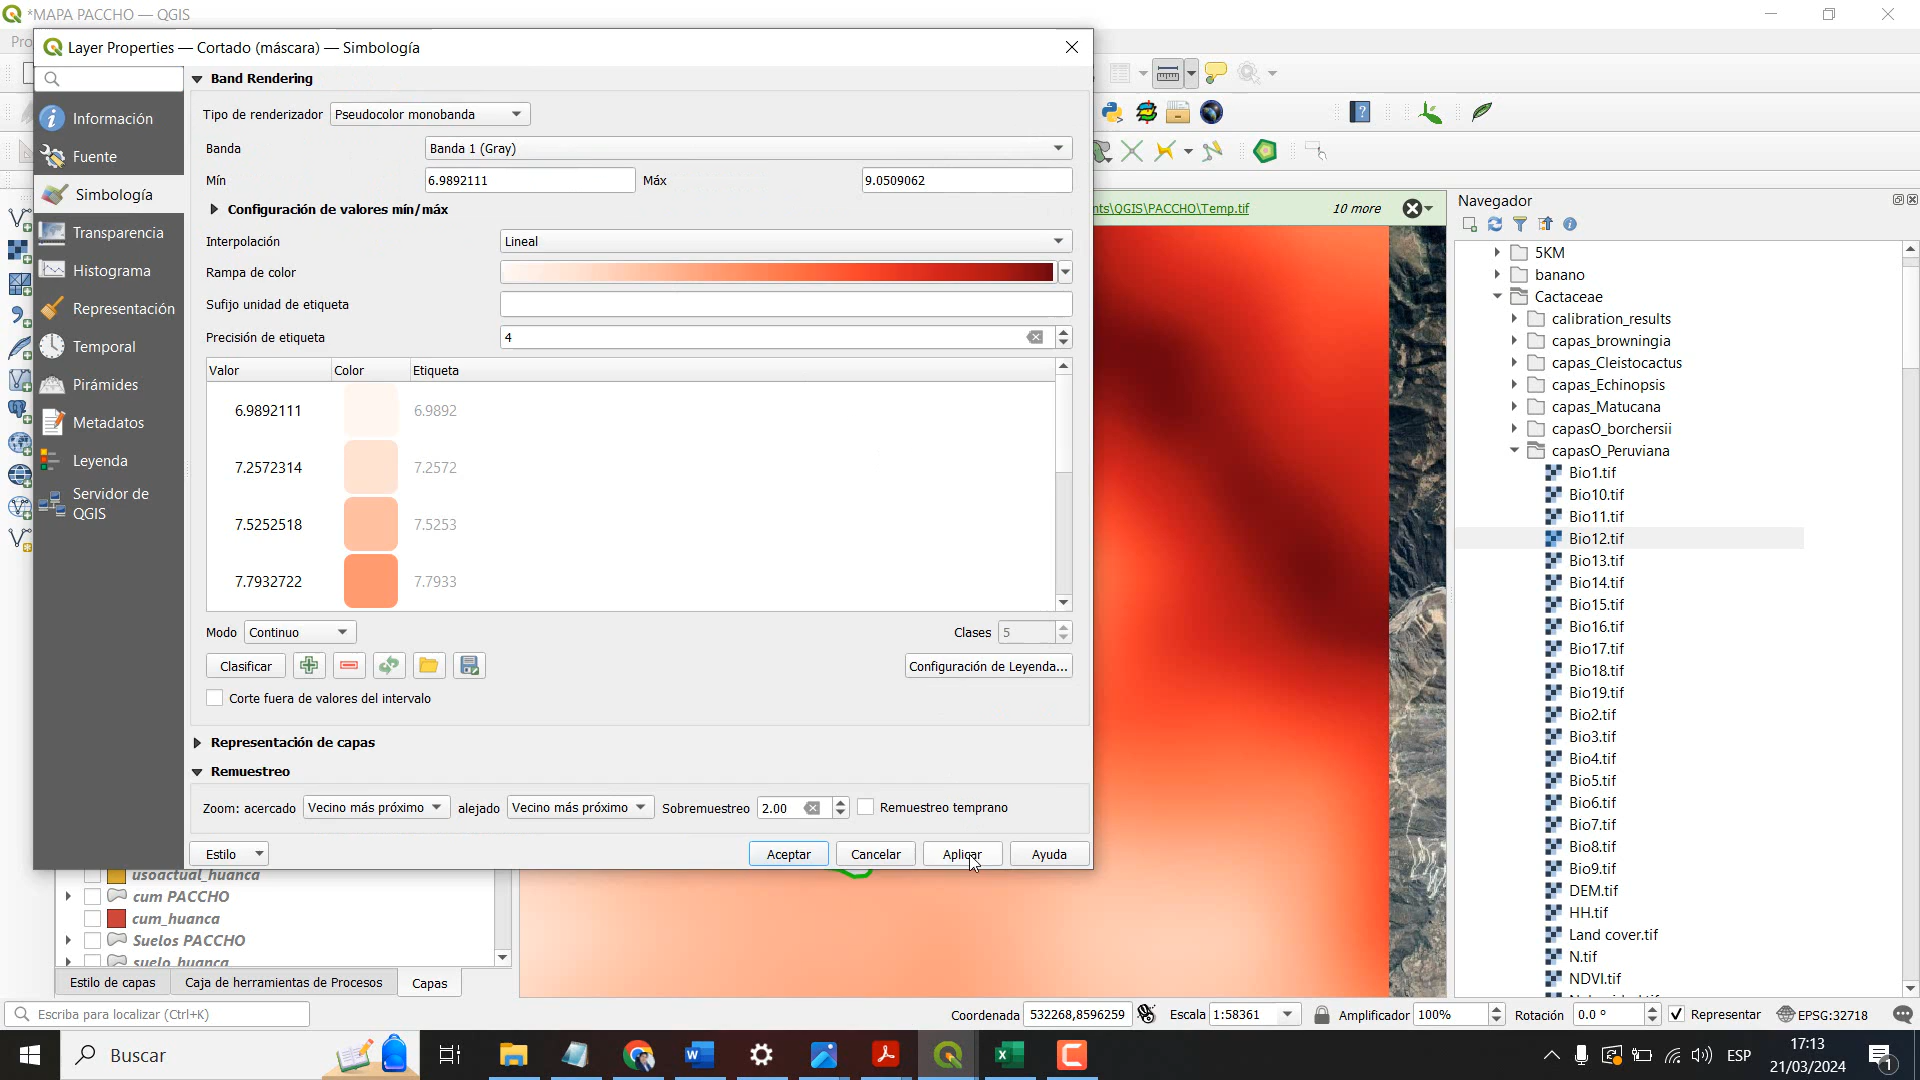 *MAPA PACCHO — QGIS
Pro
Layer Properties — Cortado (máscara) — Simbología
Información
Fuente
Simbología
Transparencia
Histograma
Representación
Temporal
Pirámides
Metadatos
Leyenda
Servidor de
QGIS
Band Rendering
Tipo de renderizador Pseudocolor monobanda
Banda Banda 1 (Gray)
Mín 6.9892111 Máx 9.0509062
Configuración de valores mín/máx
Interpolación Lineal
Rampa de color
Sufijo unidad de etiqueta
Precisión de etiqueta 4
Valor Color Etiqueta
6.9892111 6.9892
7.2572314 7.2572
7.5252518 7.5253
7.7932722 7.7933
Modo Continuo Clases 5
Clasificar Configuración de Leyenda...
Corte fuera de valores del intervalo
Representación de capas
Remuestreo
Zoom: acercado Vecino más próximo alejado Vecino más próximo Sobremuestreo 2.00 Remuestreo temprano
Estilo Aceptar Cancelar Aplicar Ayuda
nts\QGIS\PACCHO\Temp.tif 10 more
Navegador
5KM
banano
Cactaceae
calibration_results
capas_browningia
capas_Cleistocactus
capas_Echinopsis
capas_Matucana
capasO_borchersii
capasO_Peruviana
Bio1.tif
Bio10.tif
Bio11.tif
Bio12.tif
Bio13.tif
Bio14.tif
Bio15.tif
Bio16.tif
Bio17.tif
Bio18.tif
Bio19.tif
Bio2.tif
Bio3.tif
Bio4.tif
Bio5.tif
Bio6.tif
Bio7.tif
Bio8.tif
Bio9.tif
DEM.tif
HH.tif
Land cover.tif
N.tif
NDVI.tif
usoactual_huanca
cum PACCHO
cum_huanca
Suelos PACCHO
suelo_huanca
Estilo de capas Caja de herramientas de Procesos Capas
Escriba para localizar (Ctrl+K) Coordenada 532268,8596259 Escala 1:58361 Amplificador 100% Rotación 0.0 ° Representar EPSG:32718
Buscar ESP 17:13
21/03/2024
1